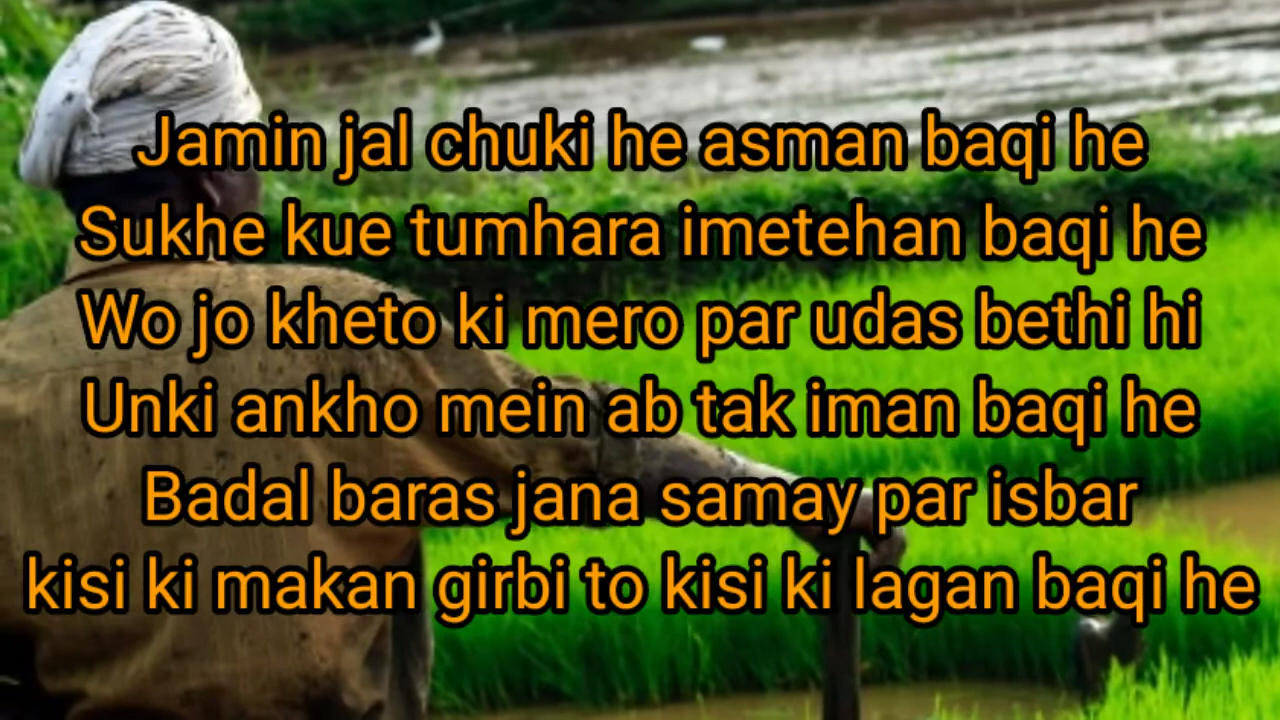 Jamin jal chuki he asman baqi he
Sukhe kue tumhara imetehan baqi he
Wo jo kheto ki mero par udas bethi hi
Unki ankho mein ab tak iman baqi he
Badal baras jana samay par isbar
kisi ki makan girbi to kisi ki lagan baqi he